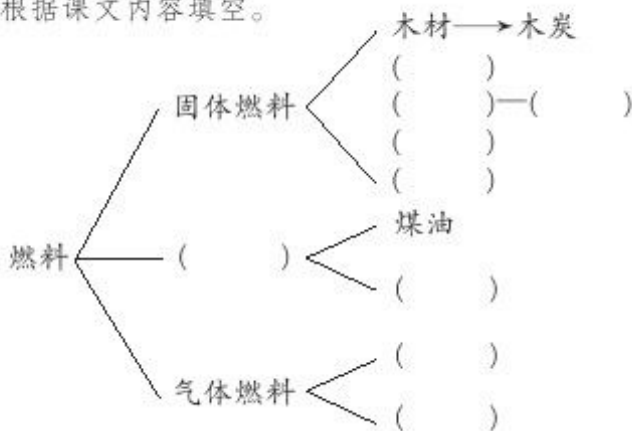 根据课文内容填空。
木材→木炭
(    )
固体燃料
(    )—(    )
(    )
(    )
煤油
燃料
(    )
(    )
(    )
气体燃料
(    )